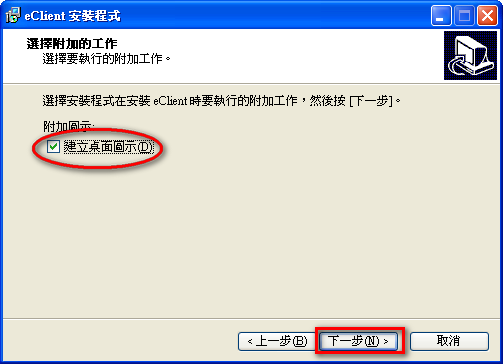 eClient 安裝程式
選擇附加的工作
選擇要執行的附加工作。
選擇安裝程式在安裝 eClient 時要執行的附加工作，然後按 [下一步]。
附加圖示:
建立桌面圖示(D)
< 上一步(B)
下一步(N) >
取消